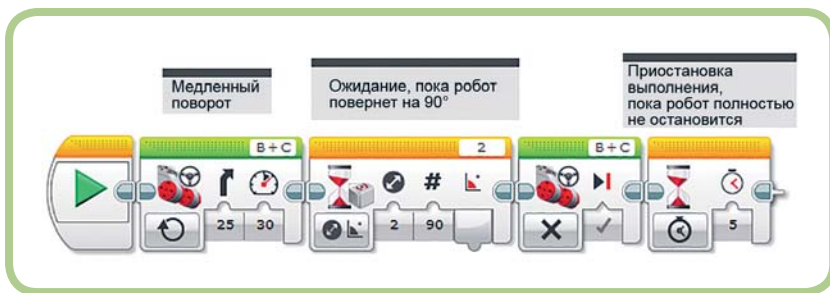 Медленный
поворот
Ожидание, пока робот
повернет на 90°
Приостановка
выполнения,
пока робот полностью
не остановится
B + C
2
B + C
#
25 30
2 90
5